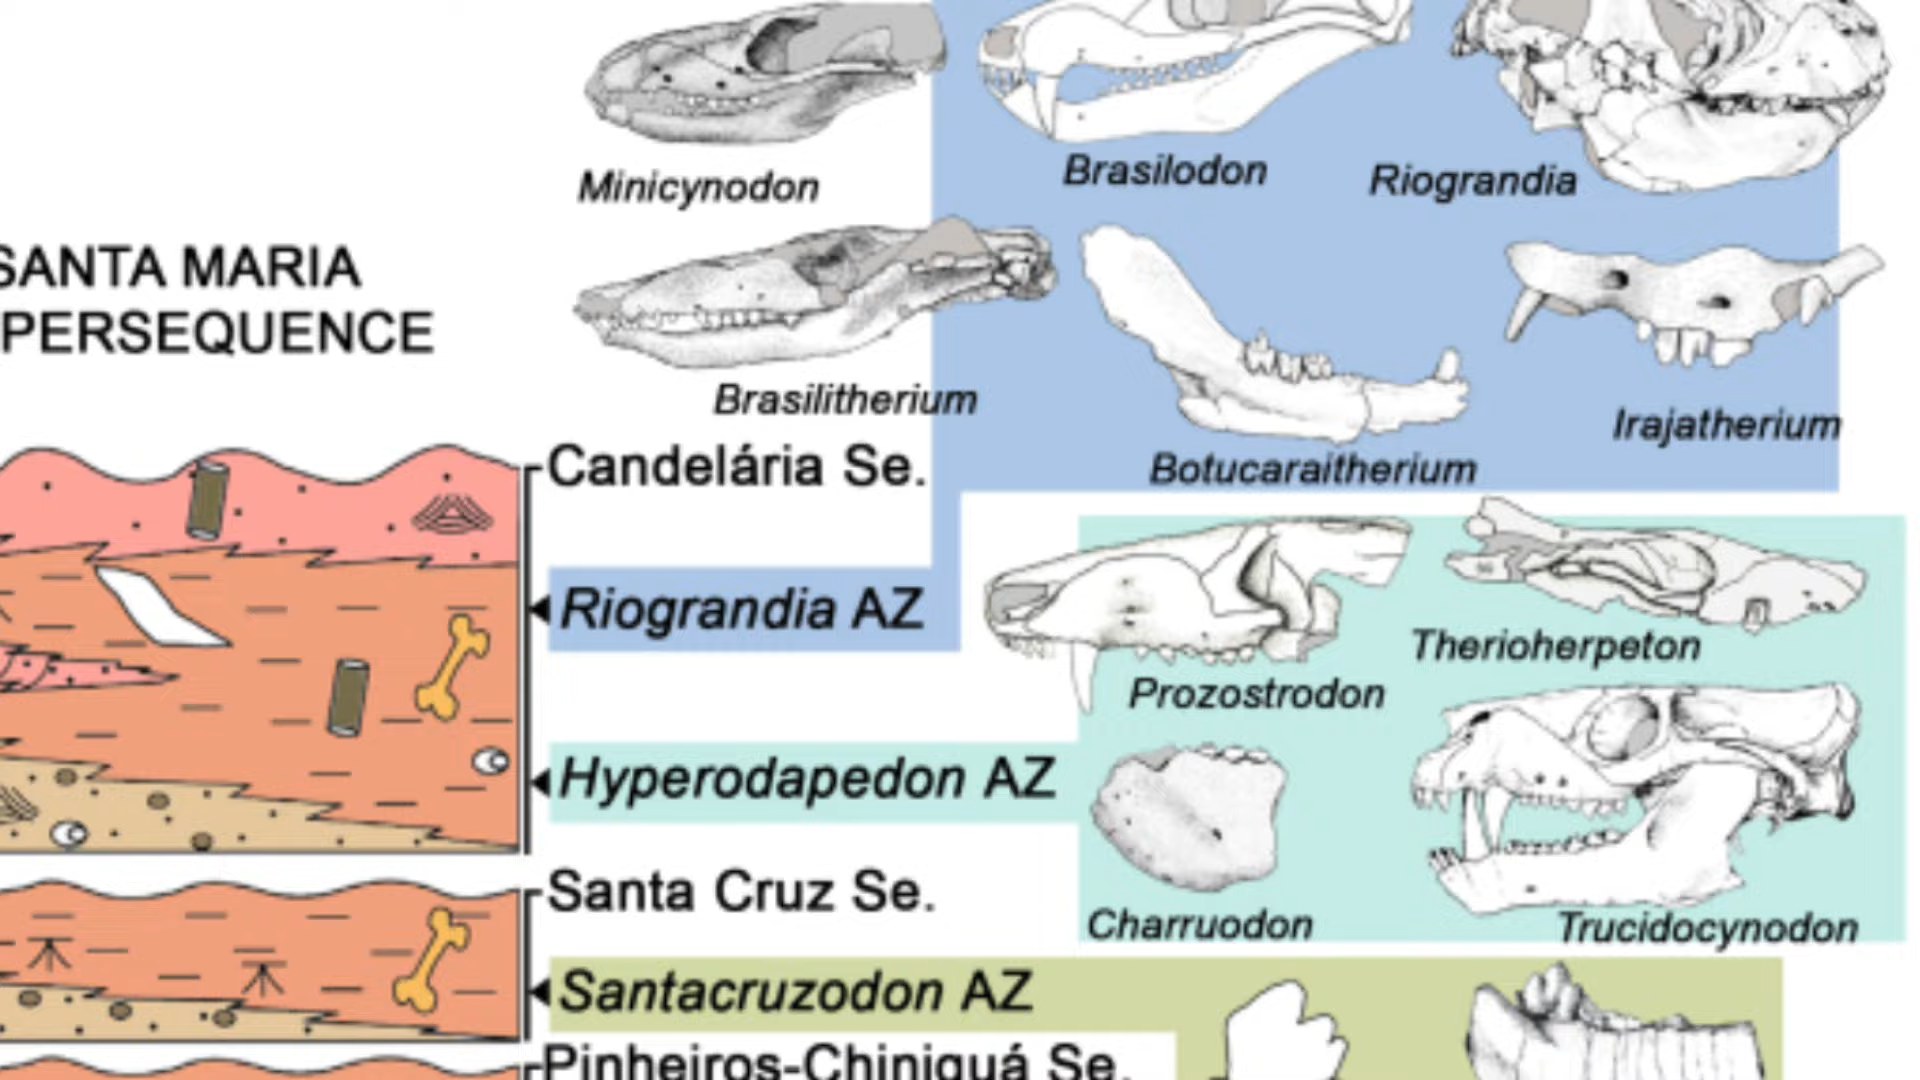 Minicynodon
Brasilodon
Riograndia
SANTA MARIA
PERSEQUENCE
Brasilitherium
Botucaraitherium
Irajatherium
Candelária Se.
Riograndia AZ
Prozostrodon
Therioherpeton
Hyperodapedon AZ
Charruodon
Trucidocynodon
Santa Cruz Se.
Santacruzodon AZ
Pinheiros-Chiniquá Se.